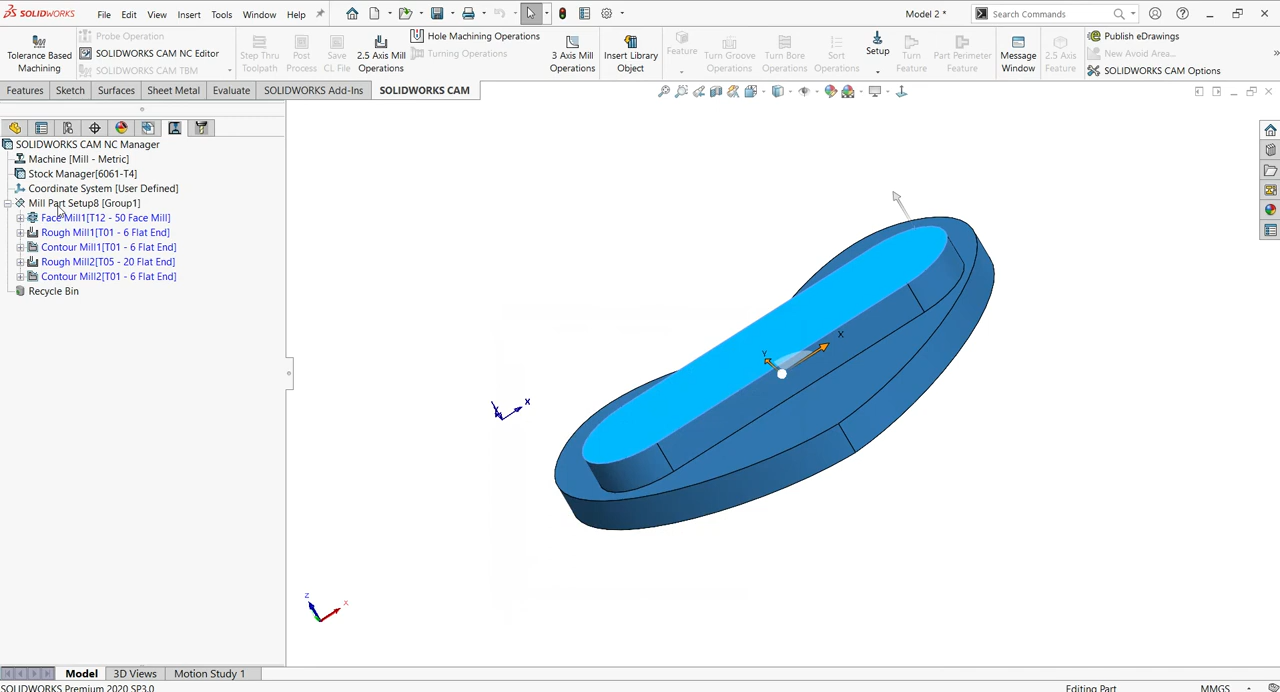 SOLIDWORKS File Edit View Insert Tools Window Help Model 2 * Search Commands
Tolerance Based Machining
Probe Operation
SOLIDWORKS CAM NC Editor
SOLIDWORKS CAM TBM
Step Thru Toolpath
Post Process
Save CL File
2.5 Axis Mill Operations
Hole Machining Operations
Turning Operations
3 Axis Mill Operations
Insert Library Object
Feature
Turn Groove Operations
Turn Bore Operations
Sort Operations
Setup
Turn Feature
Part Perimeter Feature
Message Window
2.5 Axis Feature
Publish eDrawings
New Avoid Area...
SOLIDWORKS CAM Options
Features Sketch Surfaces Sheet Metal Evaluate SOLIDWORKS Add-Ins SOLIDWORKS CAM
SOLIDWORKS CAM NC Manager
Machine [Mill - Metric]
Stock Manager[6061-T4]
Coordinate System [User Defined]
Mill Part Setup8 [Group1]
Face Mill1[T12 - 50 Face Mill]
Rough Mill1[T01 - 6 Flat End]
Contour Mill1[T01 - 6 Flat End]
Rough Mill2[T05 - 20 Flat End]
Contour Mill2[T01 - 6 Flat End]
Recycle Bin
X
Y
X
Z
X
Model 3D Views Motion Study 1
SOLIDWORKS Premium 2020 SP3.0 Editing Part MMGS